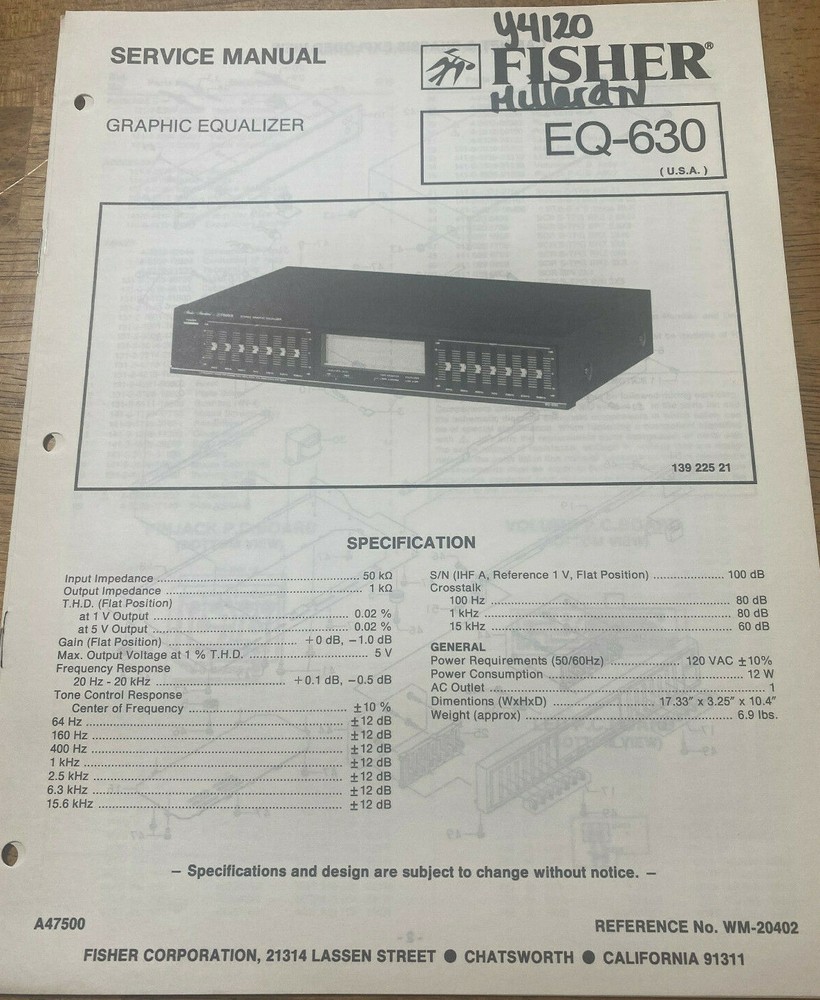 Y4120
SERVICE MANUAL
FISHER®
Millard TV
GRAPHIC EQUALIZER
EQ-630
( U.S.A. )
139 225 21
SPECIFICATION
Input Impedance ........ 50 kΩ
Output Impedance ........ 1 kΩ
T.H.D. (Flat Position)
at 1 V Output ........ 0.02 %
at 5 V Output ........ 0.02 %
Gain (Flat Position) ........ +0 dB, −1.0 dB
Max. Output Voltage at 1 % T.H.D. ........ 5 V
Frequency Response
20 Hz - 20 kHz ........ +0.1 dB, −0.5 dB
Tone Control Response
Center of Frequency ........ ±10 %
64 Hz ........ ±12 dB
160 Hz ........ ±12 dB
400 Hz ........ ±12 dB
1 kHz ........ ±12 dB
2.5 kHz ........ ±12 dB
6.3 kHz ........ ±12 dB
15.6 kHz ........ ±12 dB
S/N (IHF A, Reference 1 V, Flat Position) ........ 100 dB
Crosstalk
100 Hz ........ 80 dB
1 kHz ........ 80 dB
15 kHz ........ 60 dB
GENERAL
Power Requirements (50/60Hz) ........ 120 VAC ±10%
Power Consumption ........ 12 W
AC Outlet ........ 1
Dimentions (WxHxD) ........ 17.33″ x 3.25″ x 10.4″
Weight (approx) ........ 6.9 lbs.
– Specifications and design are subject to change without notice. –
A47500
REFERENCE No. WM-20402
FISHER CORPORATION, 21314 LASSEN STREET ● CHATSWORTH ● CALIFORNIA 91311